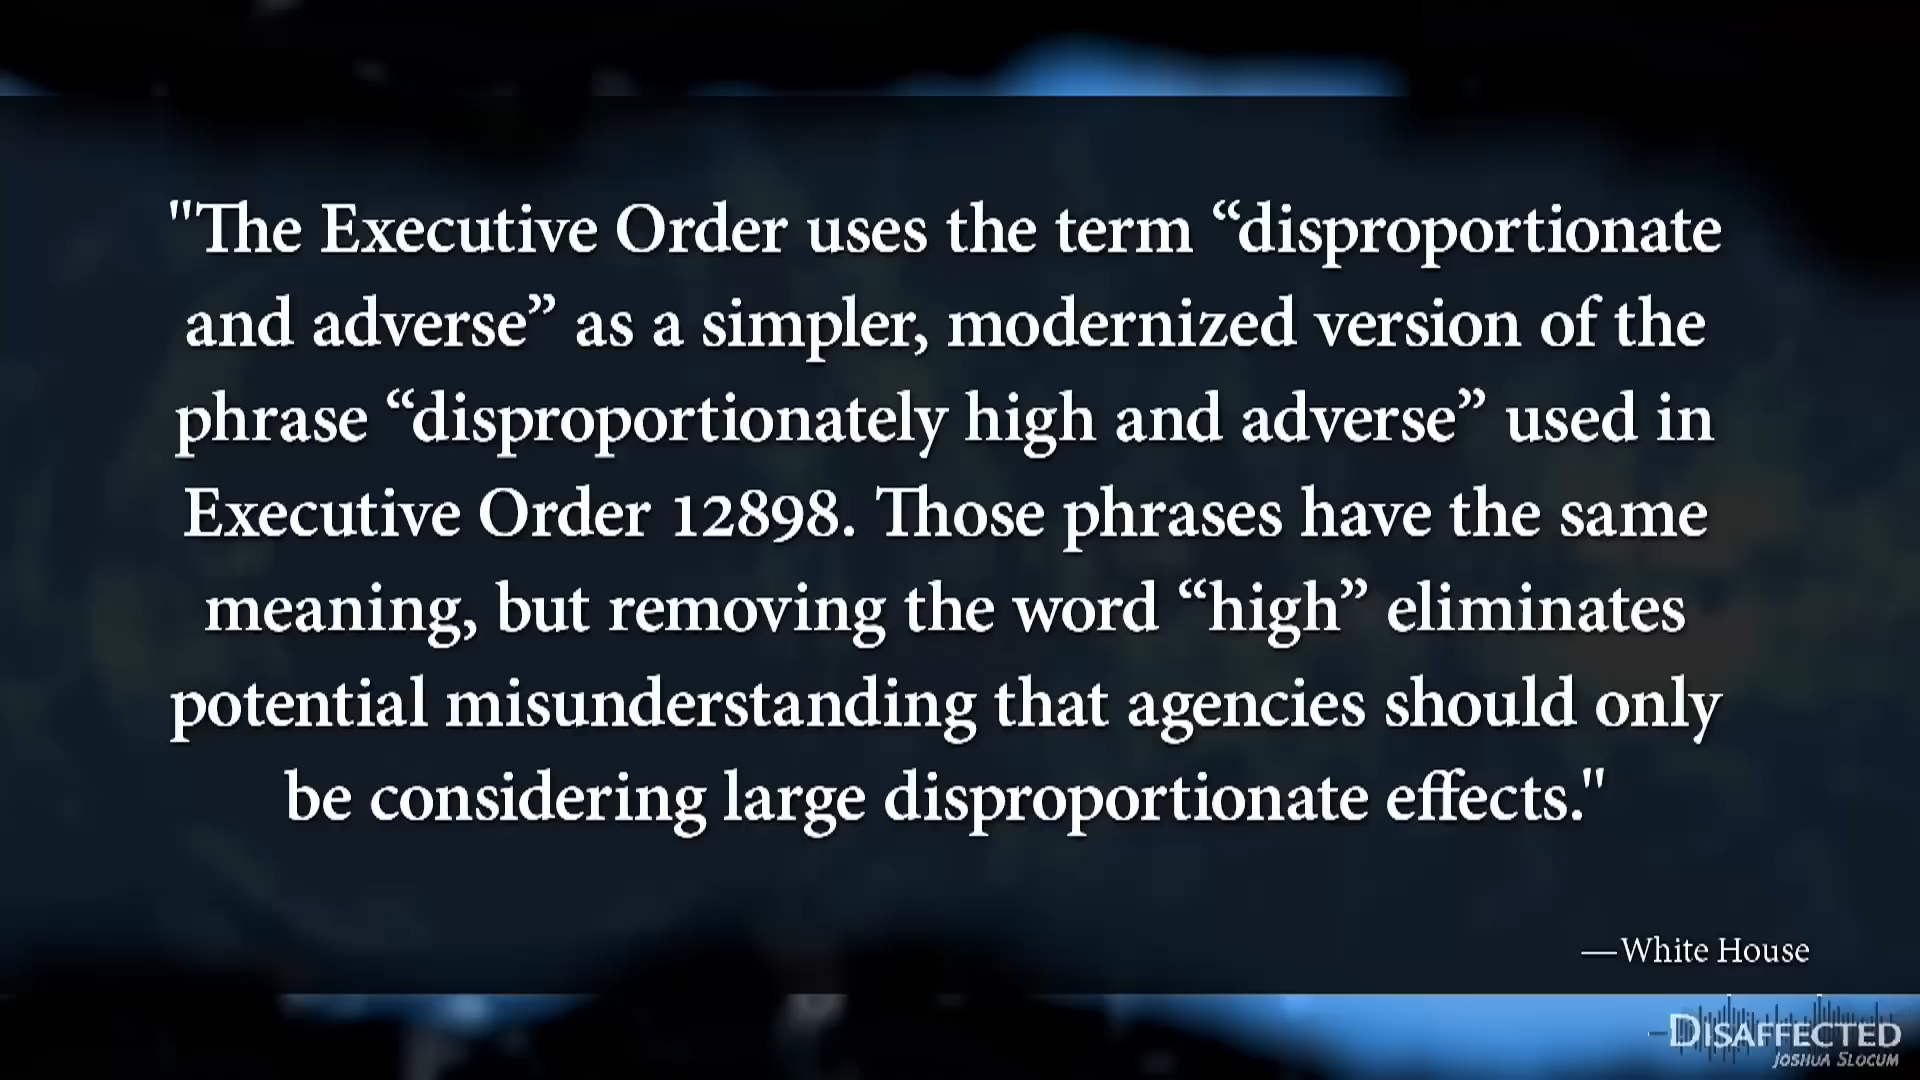 "The Executive Order uses the term “disproportionate
and adverse” as a simpler, modernized version of the
phrase “disproportionately high and adverse” used in
Executive Order 12898. Those phrases have the same
meaning, but removing the word “high” eliminates
potential misunderstanding that agencies should only
be considering large disproportionate effects."
—White House
DISAFFECTED
JOSHUA SLOCUM